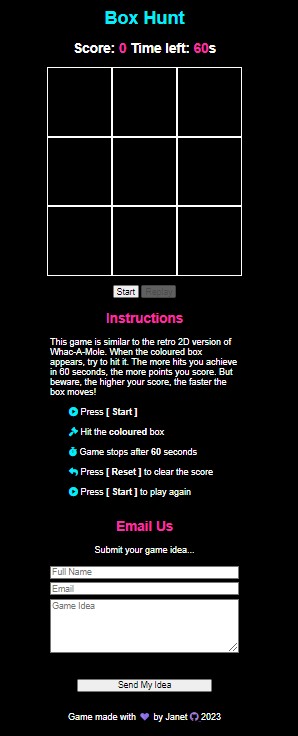 Box Hunt
Score: 0 Time left: 60s
Start Replay
Instructions
This game is similar to the retro 2D version of
Whac-A-Mole. When the coloured box
appears, try to hit it. The more hits you achieve
in 60 seconds, the more points you score. But
beware, the higher your score, the faster the
box moves!
Press [ Start ]
Hit the coloured box
Game stops after 60 seconds
Press [ Reset ] to clear the score
Press [ Start ] to play again
Email Us
Submit your game idea...
Full Name
Email
Game Idea
Send My Idea
Game made with 💜 by Janet 2023